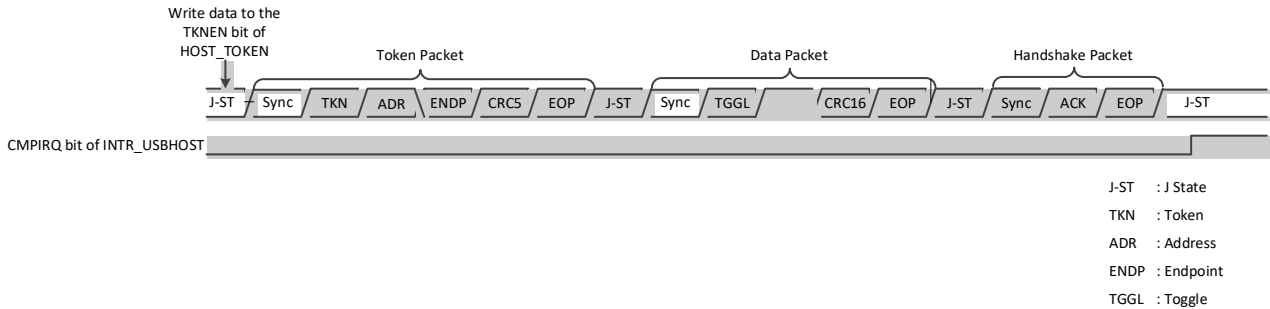 Write data to the
TKNEN bit of
HOST_TOKEN
Token Packet
Data Packet
Handshake Packet
J-ST Sync TKN ADR ENDP CRC5 EOP J-ST Sync TGGL CRC16 EOP J-ST Sync ACK EOP J-ST
CMPIRQ bit of INTR_USBHOST
J-ST : J State
TKN : Token
ADR : Address
ENDP : Endpoint
TGGL : Toggle